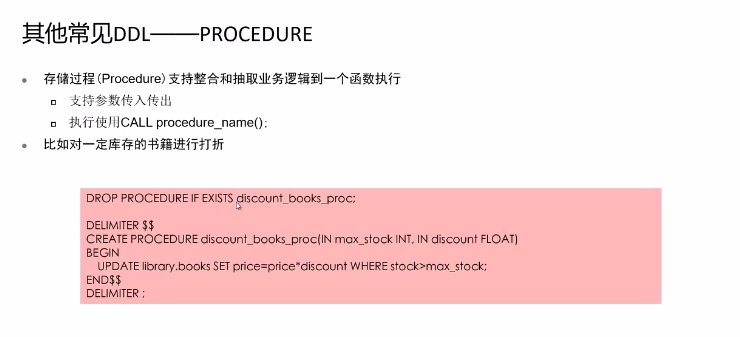 其他常见DDL——PROCEDURE
存储过程(Procedure)支持整合和抽取业务逻辑到一个函数执行
支持参数传入传出
执行使用CALL procedure_name();
比如对一定库存的书籍进行打折
DROP PROCEDURE IF EXISTS discount_books_proc;
DELIMITER $$
CREATE PROCEDURE discount_books_proc(IN max_stock INT, IN discount FLOAT)
BEGIN
UPDATE library.books SET price=price*discount WHERE stock>max_stock;
END$$
DELIMITER ;